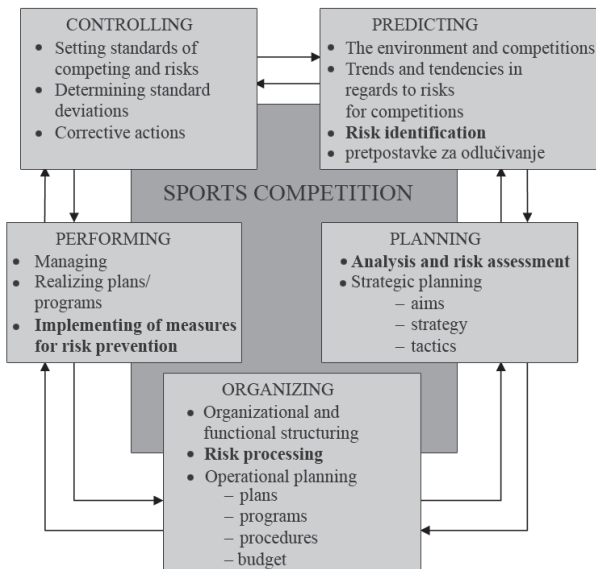 CONTROLLING
• Setting standards of
competing and risks
• Determining standard
deviations
• Corrective actions
PREDICTING
• The environment and competitions
• Trends and tendencies in
regards to risks
for competitions
• Risk identification
• pretpostavke za odlučivanje
SPORTS COMPETITION
PERFORMING
• Managing
• Realizing plans/
programs
• Implementing of measures
for risk prevention
PLANNING
• Analysis and risk assessment
• Strategic planning
– aims
– strategy
– tactics
ORGANIZING
• Organizational and
functional structuring
• Risk processing
• Operational planning
– plans
– programs
– procedures
– budget